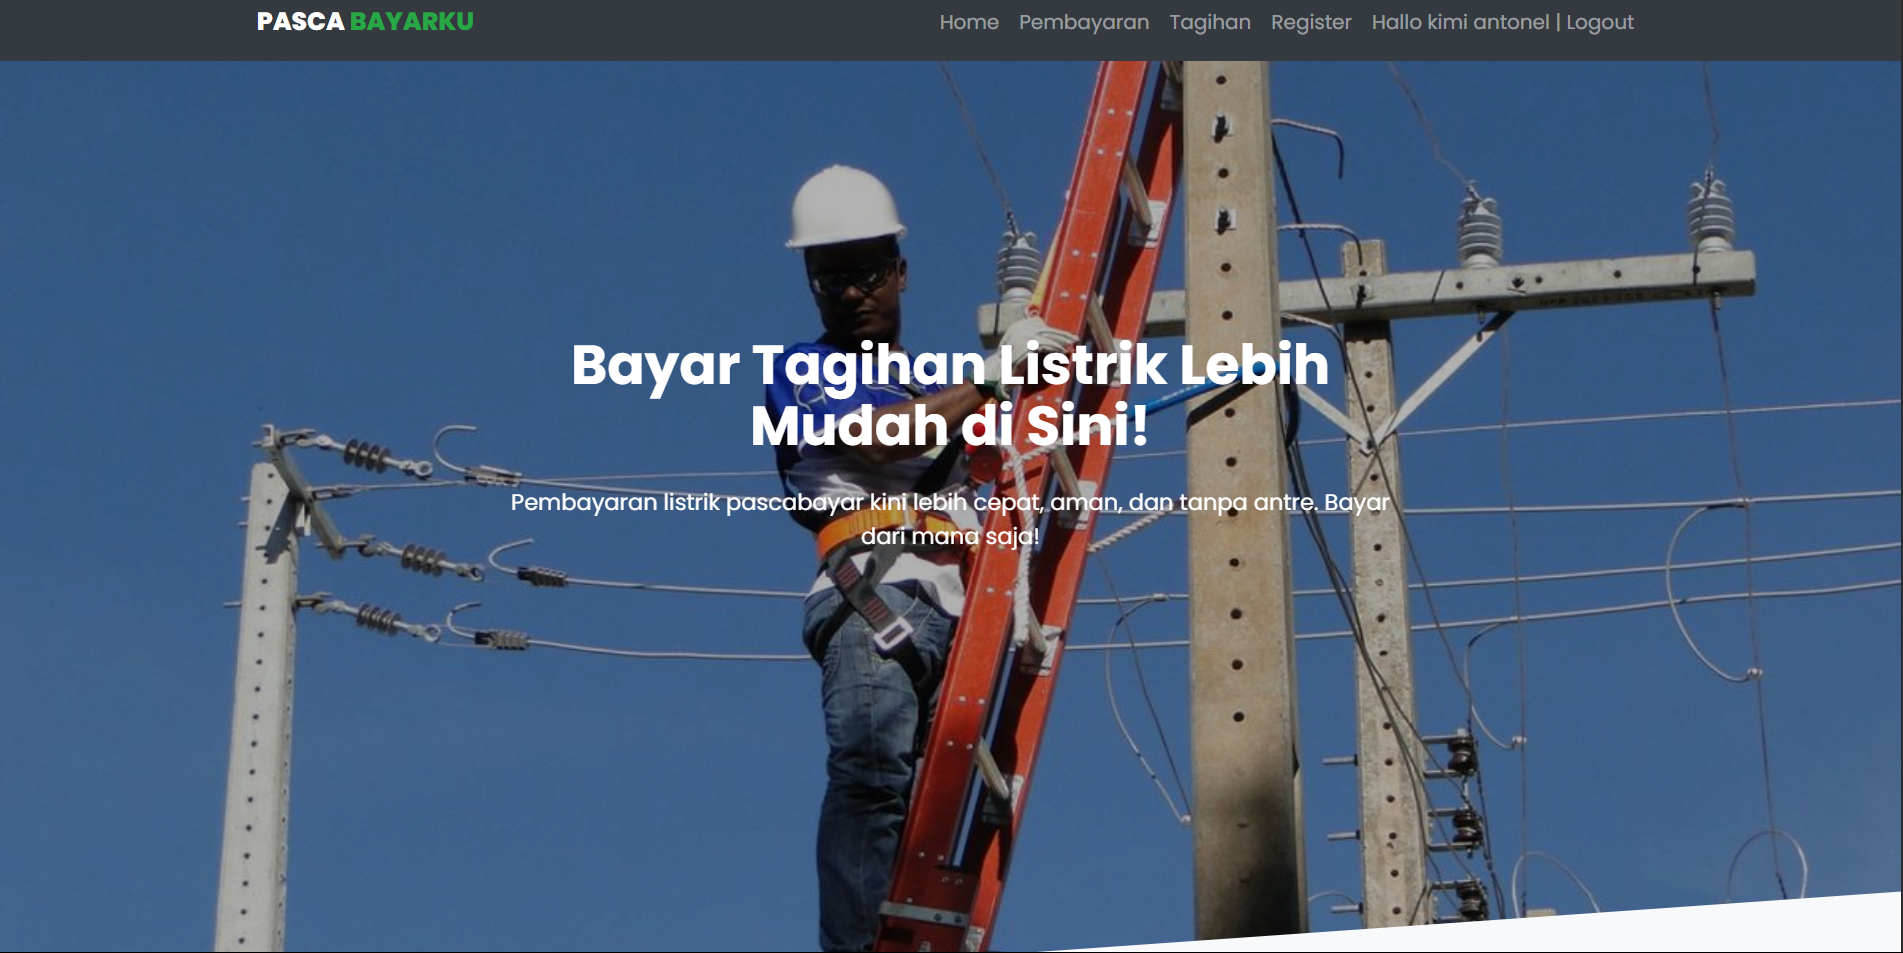 PASCA BAYARKU
Home Pembayaran Tagihan Register Hallo kimi antonel | Logout
Bayar Tagihan Listrik Lebih
Mudah di Sini!
Pembayaran listrik pascabayar kini lebih cepat, aman, dan tanpa antre. Bayar
dari mana saja!